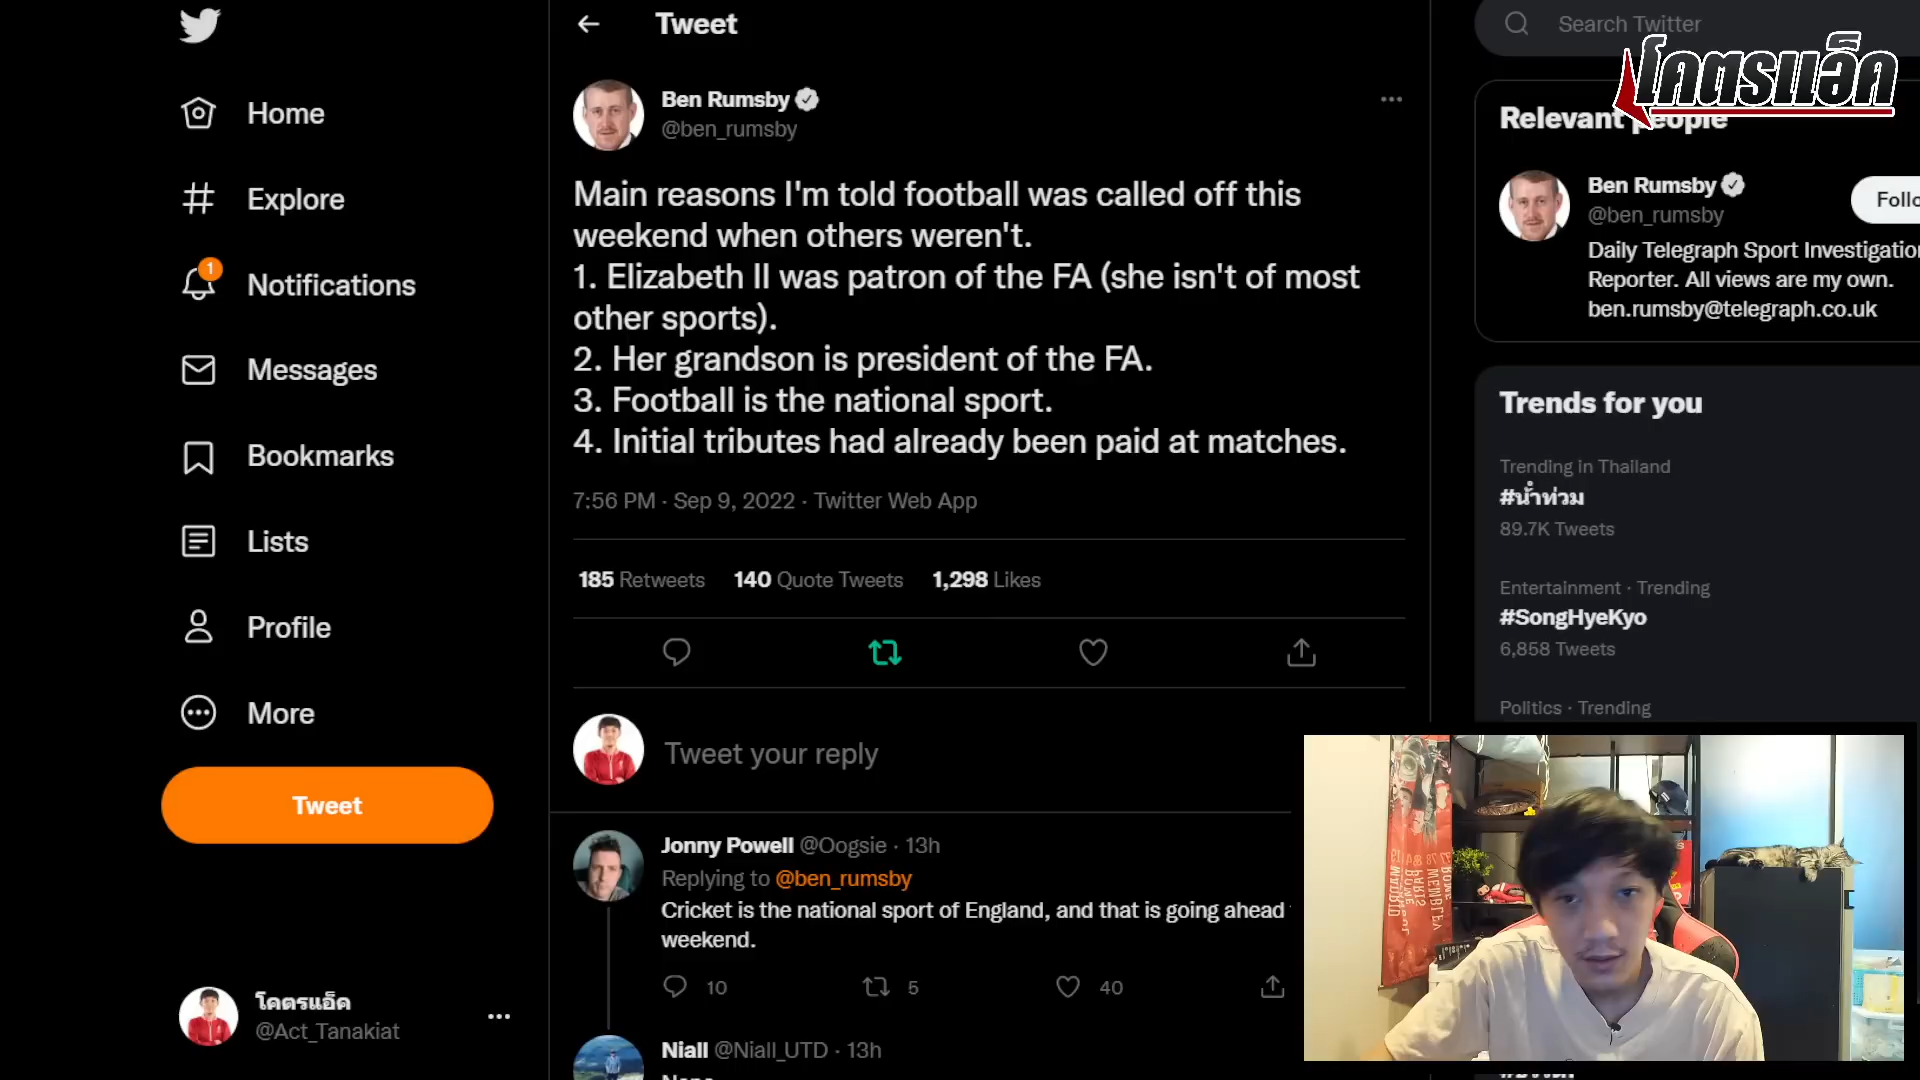 Home
Explore
1
Notifications
Messages
Bookmarks
Lists
Profile
More
Tweet
โคตรแอ็ค
@Act_Tanakiat
Tweet
Ben Rumsby
@ben_rumsby
Main reasons I'm told football was called off this
weekend when others weren't.
1. Elizabeth II was patron of the FA (she isn't of most
other sports).
2. Her grandson is president of the FA.
3. Football is the national sport.
4. Initial tributes had already been paid at matches.
7:56 PM · Sep 9, 2022 · Twitter Web App
185 Retweets 140 Quote Tweets 1,298 Likes
Tweet your reply
Jonny Powell @Oogsie · 13h
Replying to @ben_rumsby
Cricket is the national sport of England, and that is going ahead
weekend.
10 5 40
Niall @Niall_UTD · 13h
Search Twitter
โคตรแอ็ค
Relevant people
Ben Rumsby
@ben_rumsby
Follo
Daily Telegraph Sport Investigation
Reporter. All views are my own.
ben.rumsby@telegraph.co.uk
Trends for you
Trending in Thailand
#น้ำท่วม
89.7K Tweets
Entertainment · Trending
#SongHyeKyo
6,858 Tweets
Politics · Trending